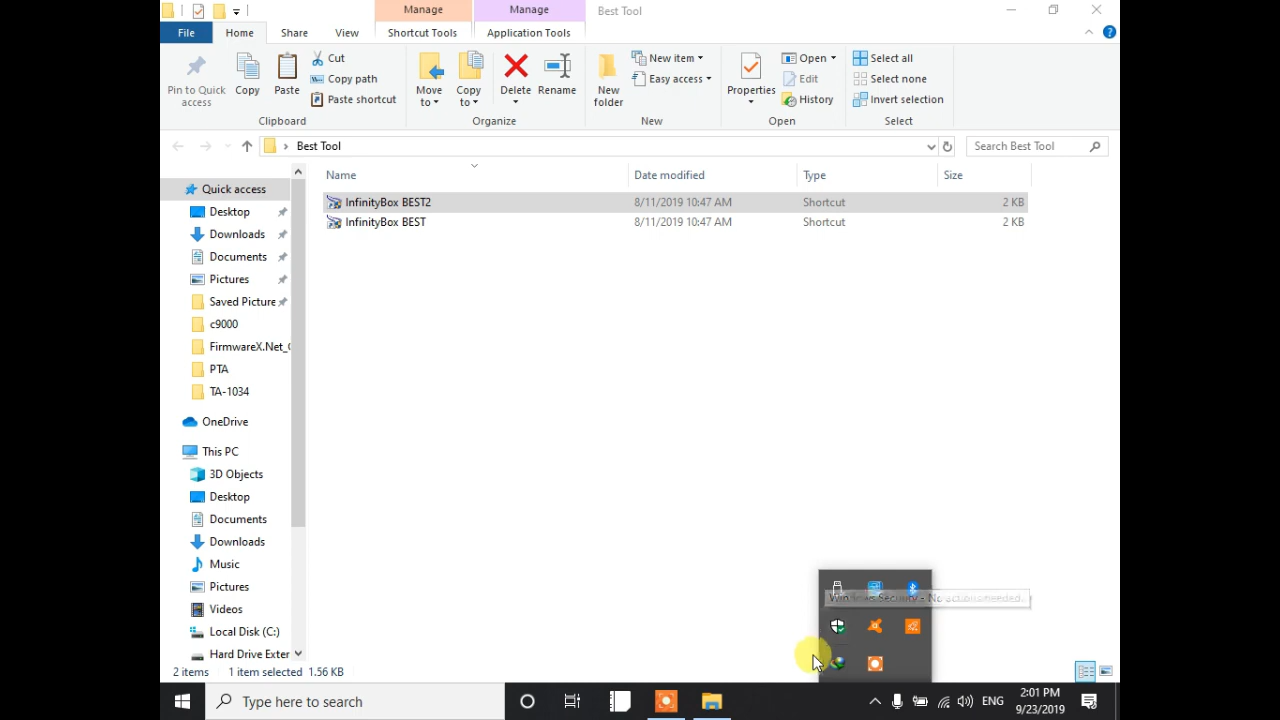 Manage
Manage
Best Tool
File
Home
Share
View
Shortcut Tools
Application Tools
Pin to Quick access
Copy
Paste
Cut
Copy path
Paste shortcut
Clipboard
Move to
Copy to
Delete
Rename
Organize
New folder
New item
Easy access
New
Properties
Open
Edit
History
Open
Select all
Select none
Invert selection
Select
Best Tool
Search Best Tool
Name
Date modified
Type
Size
InfinityBox BEST2
8/11/2019 10:47 AM
Shortcut
2 KB
InfinityBox BEST
8/11/2019 10:47 AM
Shortcut
2 KB
Quick access
Desktop
Downloads
Documents
Pictures
Saved Picture
c9000
FirmwareX.Net_
PTA
TA-1034
OneDrive
This PC
3D Objects
Desktop
Documents
Downloads
Music
Pictures
Videos
Local Disk (C:)
Hard Drive Exter
Windows Security - No actions needed.
2 items
1 item selected 1.56 KB
Type here to search
ENG
2:01 PM
9/23/2019